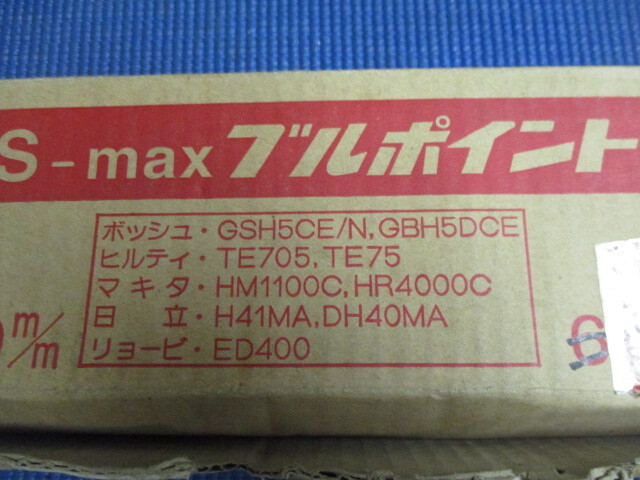 S-max ブルポイント
ボッシュ・GSH5CE/N, GBH5DCE
ヒルティ・TE705, TE75
マキタ・HM1100C, HR4000C
日立・H41MA, DH40MA
リョービ・ED400
m/m
6